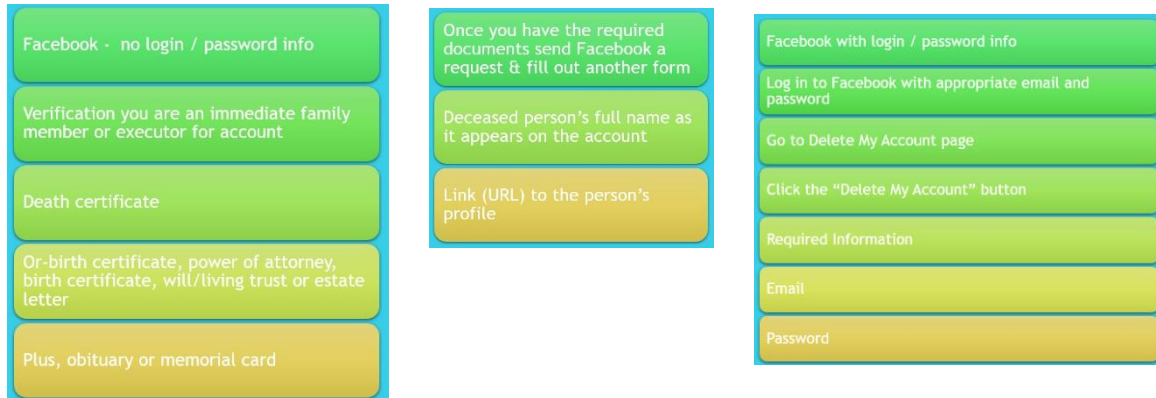 Facebook -  no login / password info
Verification you are an immediate family
member or executor for account
Death certificate
Or-birth certificate, power of attorney,
birth certificate, will/living trust or estate
letter
Plus, obituary or memorial card
Once you have the required
documents send Facebook a
request & fill out another form
Deceased person's full name as
it appears on the account
Link (URL) to the person's
profile
Facebook with login / password info
Log in to Facebook with appropriate email and
password
Go to Delete My Account page
Click the “Delete My Account” button
Required Information
Email
Password